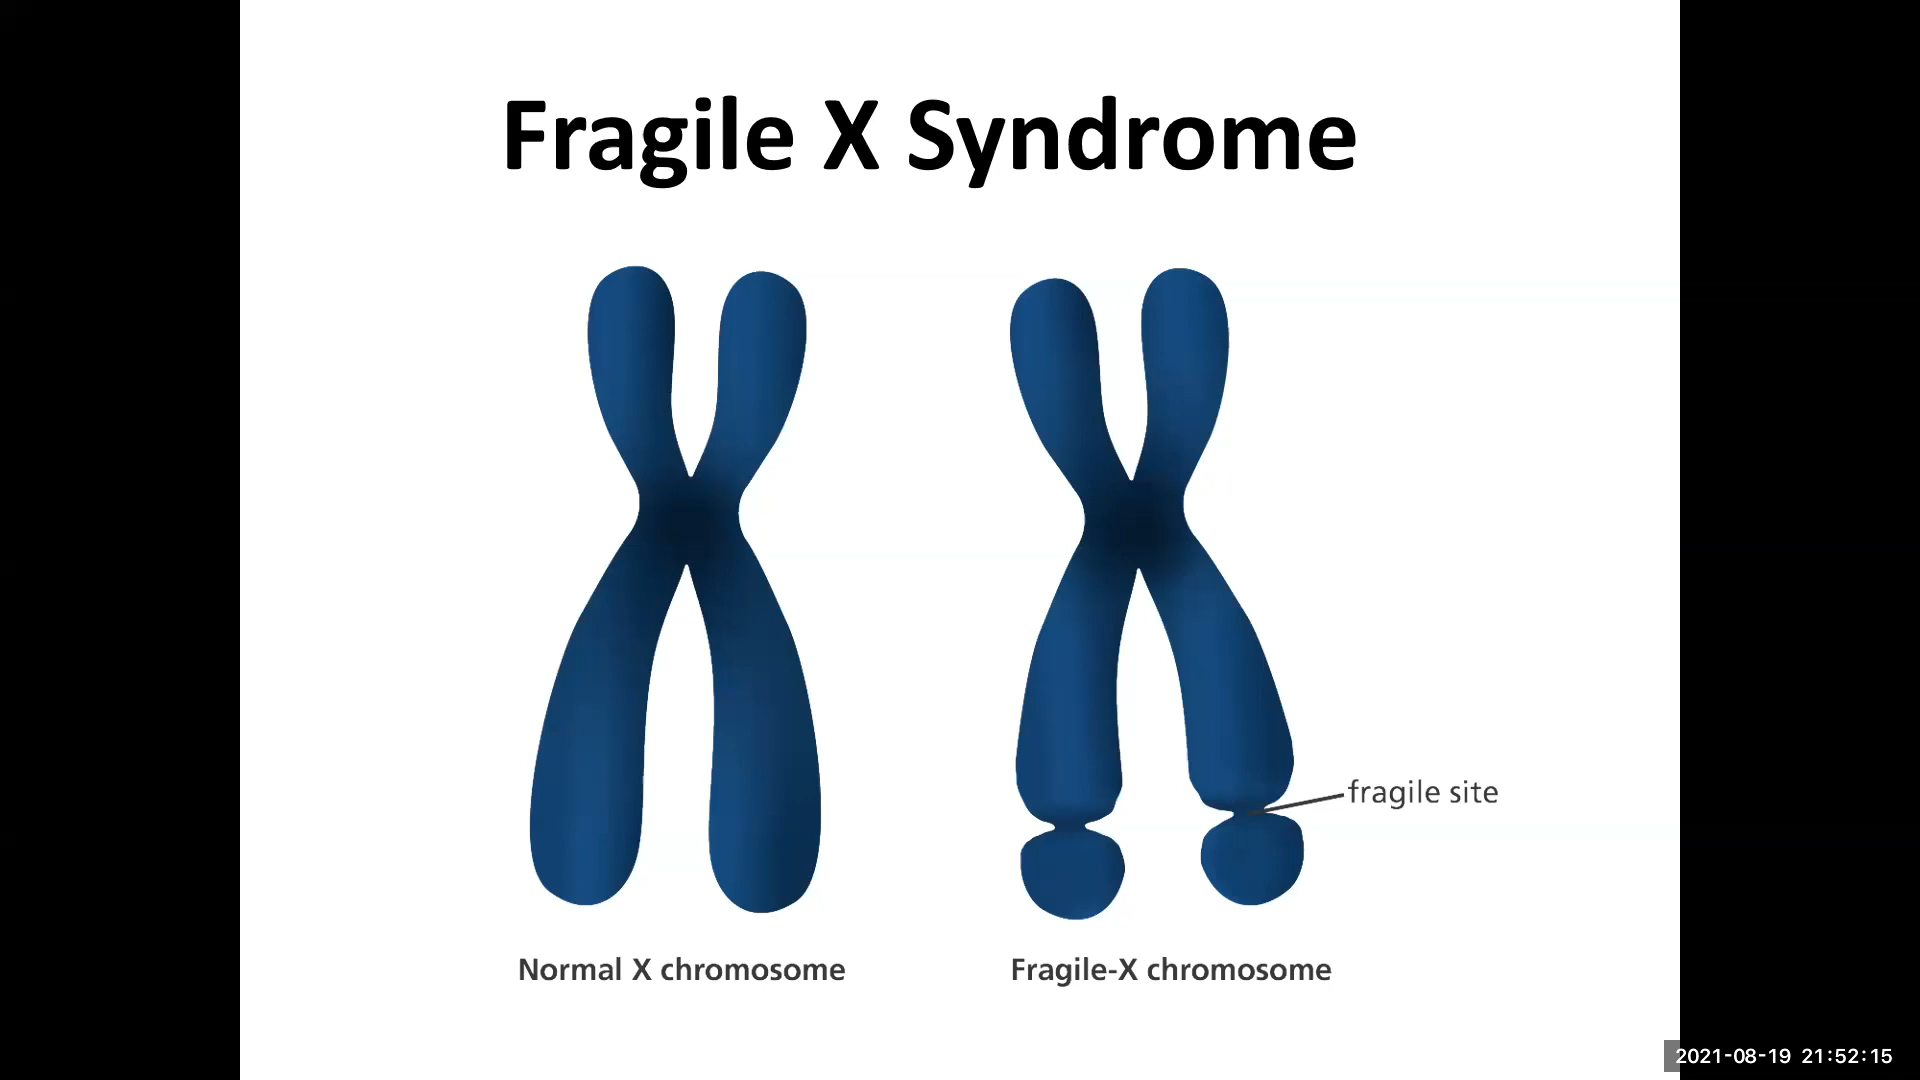 Fragile X Syndrome
fragile site
Normal X chromosome
Fragile-X chromosome
2021-08-19 21:52:15